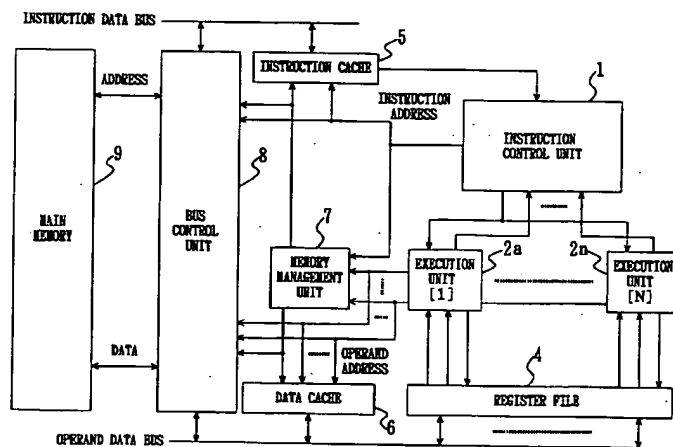 INSTRUCTION DATA BUS
5
INSTRUCTION CACHE
1
ADDRESS
INSTRUCTION
ADDRESS
INSTRUCTION
CONTROL UNIT
9
8
MAIN
MEMORY
BUS
CONTROL
UNIT
7
MEMORY
MANAGEMENT
UNIT
2a
EXECUTION
UNIT
[1]
2n
EXECUTION
UNIT
[N]
DATA
OPERAND
ADDRESS
4
DATA CACHE
6
REGISTER FILE
OPERAND DATA BUS